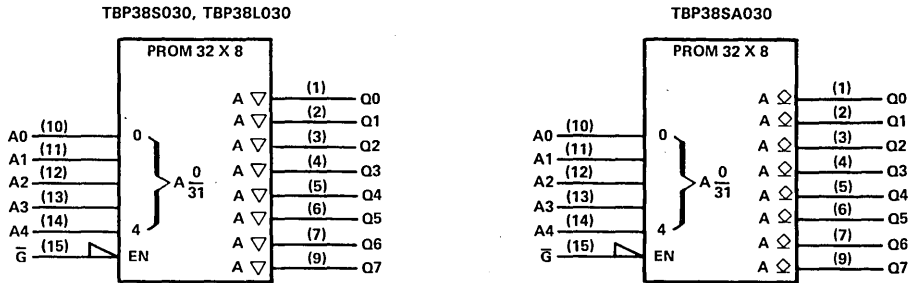 TBP38S030, TBP38L030
PROM 32 X 8
A ▽ (1) Q0
A ▽ (2) Q1
A0 (10) 0 A ▽ (3) Q2
A1 (11) A ▽ (4) Q3
A2 (12) A 0/31 A ▽ (5) Q4
A3 (13) A ▽ (6) Q5
A4 (14) 4 A ▽ (7) Q6
G̅ (15) EN A ▽ (9) Q7
TBP38SA030
PROM 32 X 8
A ◇ (1) Q0
A ◇ (2) Q1
A0 (10) 0 A ◇ (3) Q2
A1 (11) A ◇ (4) Q3
A2 (12) A 0/31 A ◇ (5) Q4
A3 (13) A ◇ (6) Q5
A4 (14) 4 A ◇ (7) Q6
G̅ (15) EN A ◇ (9) Q7